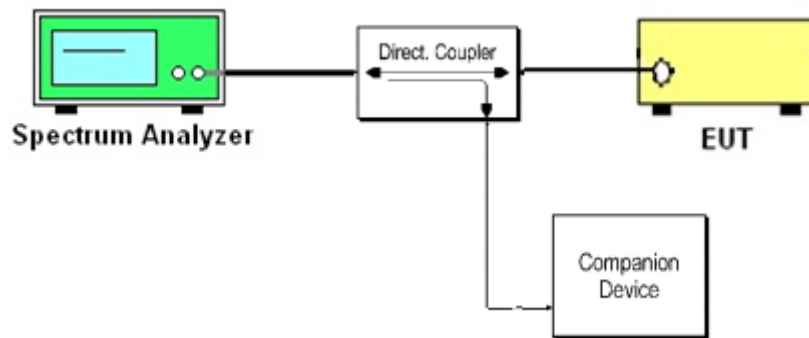 Direct. Coupler
Spectrum Analyzer
EUT
Companion
Device